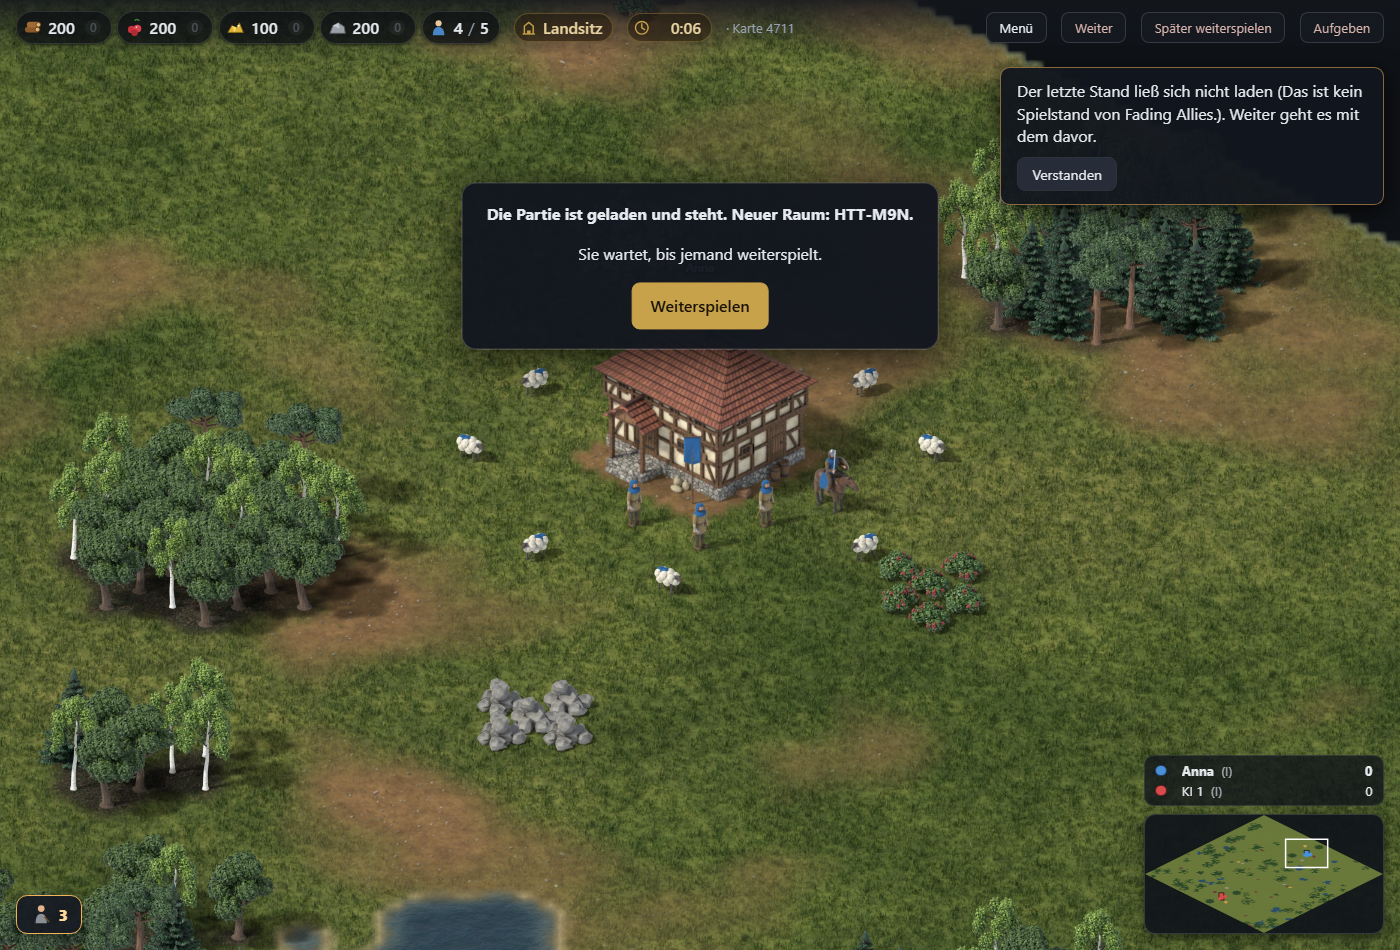 200 0 200 0 100 0 200 0 4 / 5 Landsitz 0:06 · Karte 4711 Menü Weiter Später weiterspielen Aufgeben
Der letzte Stand ließ sich nicht laden (Das ist kein
Spielstand von Fading Allies.). Weiter geht es mit
dem davor.
Verstanden
Die Partie ist geladen und steht. Neuer Raum: HTT-M9N.
Sie wartet, bis jemand weiterspielt.
Weiterspielen
Anna (I) 0
KI 1 (I) 0
3